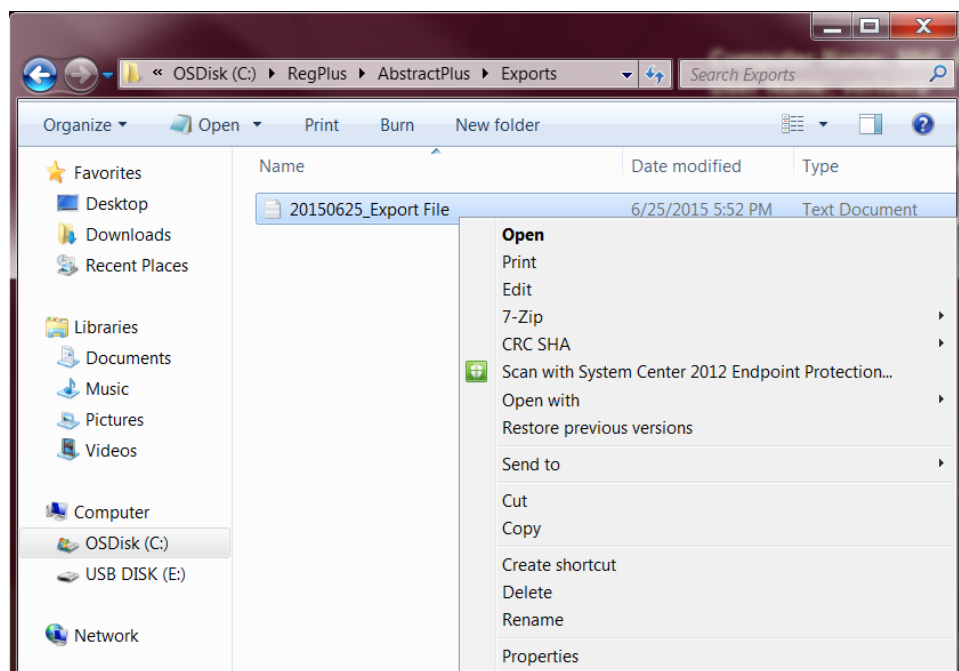 « OSDisk (C:) ▸ RegPlus ▸ AbstractPlus ▸ Exports
Search Exports
Organize Open Print Burn New folder
Favorites
Desktop
Downloads
Recent Places
Libraries
Documents
Music
Pictures
Videos
Computer
OSDisk (C:)
USB DISK (E:)
Network
Name Date modified Type
20150625_Export File 6/25/2015 5:52 PM Text Document
Open
Print
Edit
7-Zip
CRC SHA
Scan with System Center 2012 Endpoint Protection...
Open with
Restore previous versions
Send to
Cut
Copy
Create shortcut
Delete
Rename
Properties